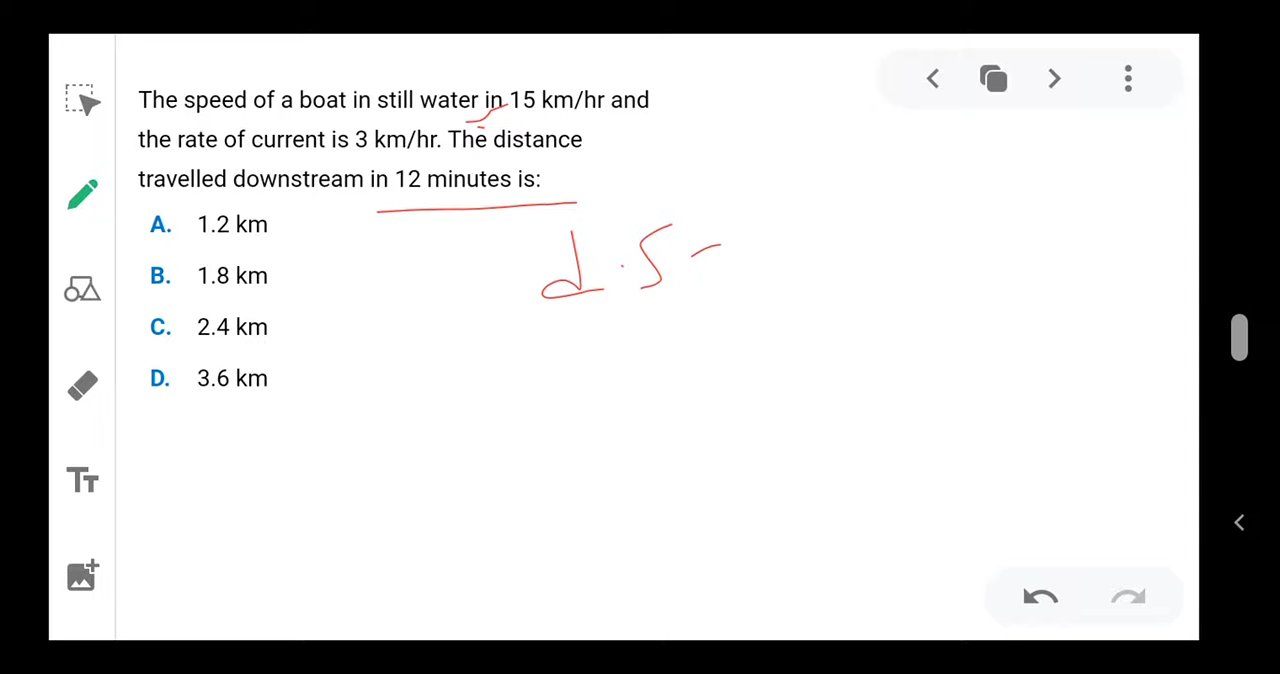 The speed of a boat in still water in 15 km/hr and
the rate of current is 3 km/hr. The distance
travelled downstream in 12 minutes is:
A. 1.2 km
B. 1.8 km
C. 2.4 km
D. 3.6 km
d.S -
Tт